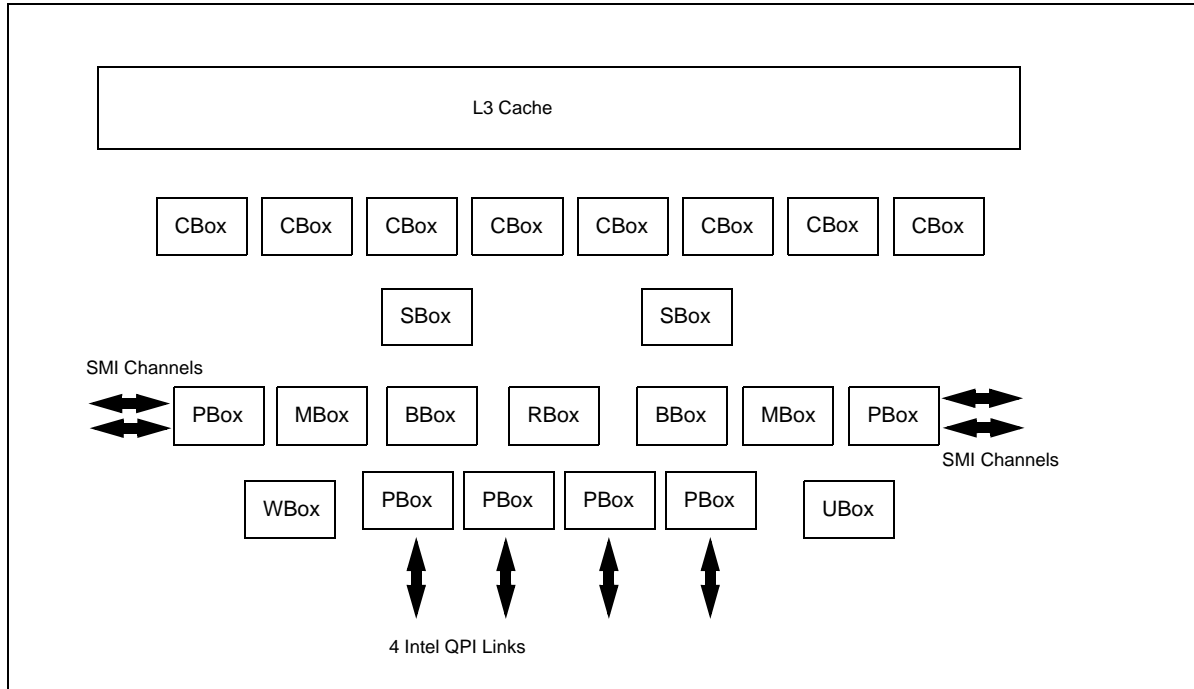 L3 Cache
CBox CBox CBox CBox CBox CBox CBox CBox
SBox SBox
SMI Channels
PBox MBox BBox RBox BBox MBox PBox
SMI Channels
WBox PBox PBox PBox PBox UBox
4 Intel QPI Links